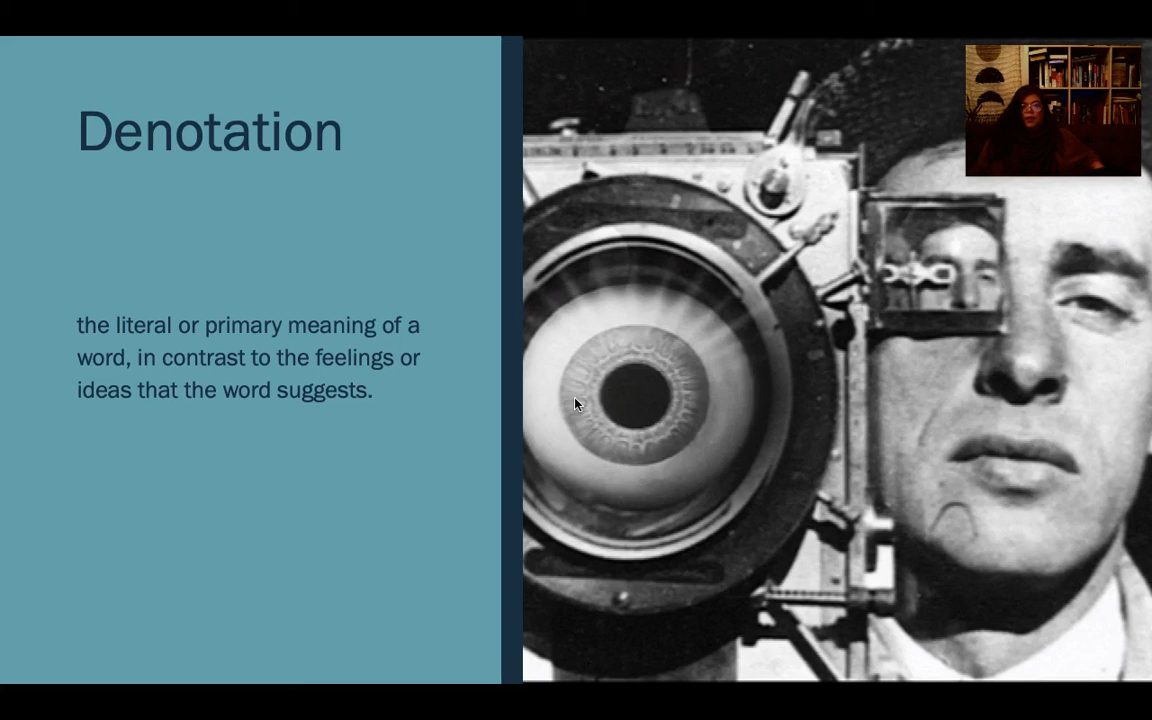 Denotation
the literal or primary meaning of a
word, in contrast to the feelings or
ideas that the word suggests.